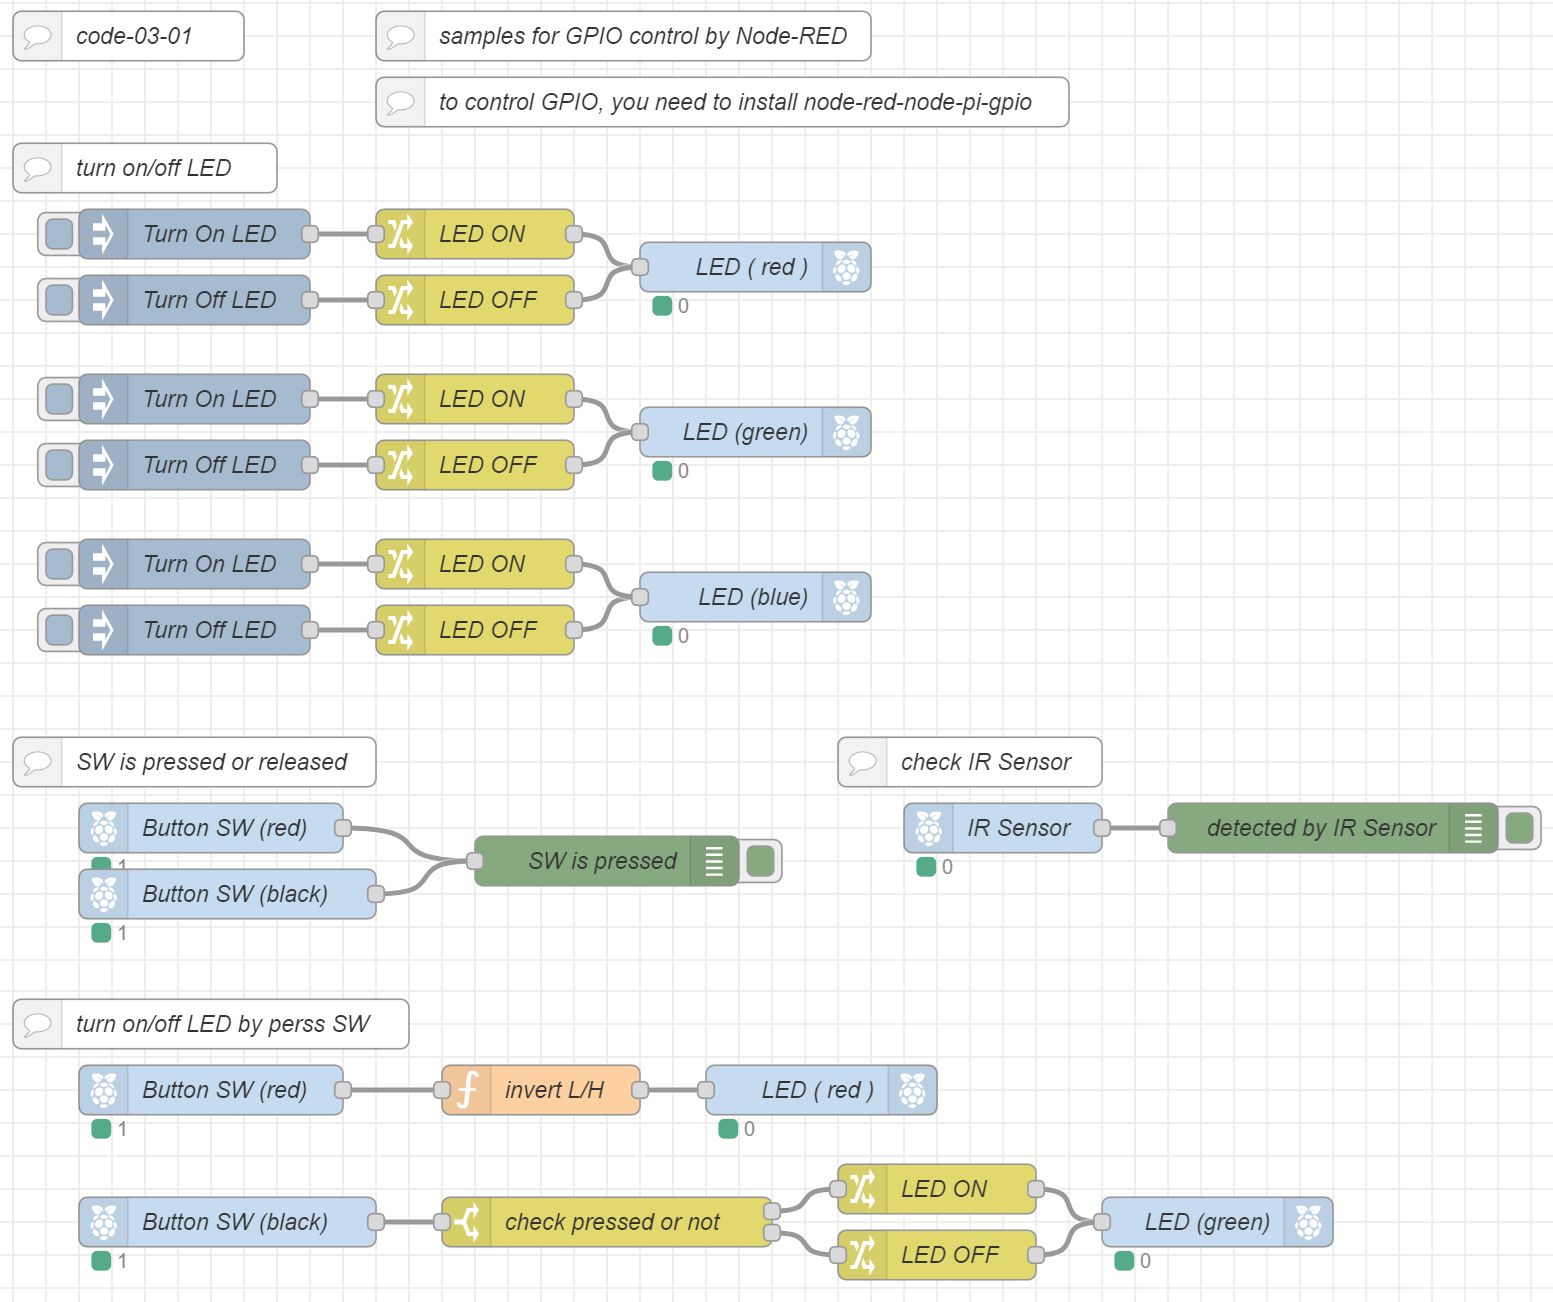 code-03-01
samples for GPIO control by Node-RED
to control GPIO, you need to install node-red-node-pi-gpio
turn on/off LED
Turn On LED
LED ON
LED ( red )
Turn Off LED
LED OFF
0
Turn On LED
LED ON
LED (green)
Turn Off LED
LED OFF
0
Turn On LED
LED ON
LED (blue)
Turn Off LED
LED OFF
0
SW is pressed or released
Button SW (red)
1
SW is pressed
Button SW (black)
1
check IR Sensor
IR Sensor
detected by IR Sensor
0
turn on/off LED by perss SW
Button SW (red)
invert L/H
LED ( red )
1
0
Button SW (black)
check pressed or not
LED ON
LED OFF
LED (green)
1
0